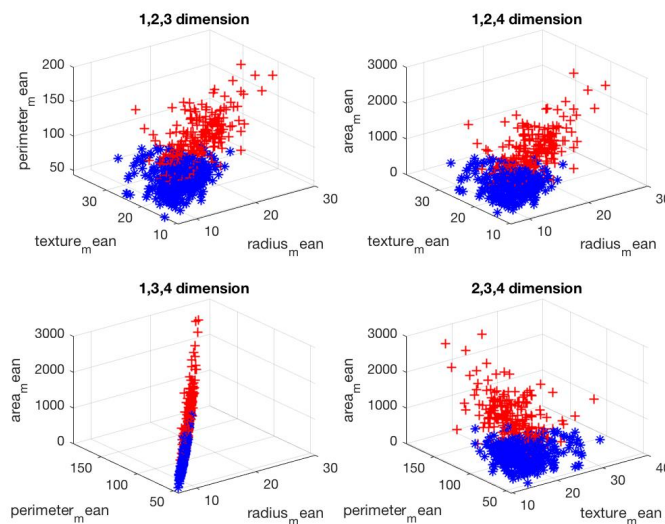 1,2,3 dimension
200
150
100
50
perimeter_mean
30
20
10
texture_mean
10
20
30
radius_mean
1,2,4 dimension
3000
2000
1000
0
area_mean
30
20
10
texture_mean
10
20
30
radius_mean
1,3,4 dimension
3000
2000
1000
0
area_mean
150
100
50
perimeter_mean
10
20
30
radius_mean
2,3,4 dimension
3000
2000
1000
0
area_mean
150
100
50
perimeter_mean
10
20
30
40
texture_mean